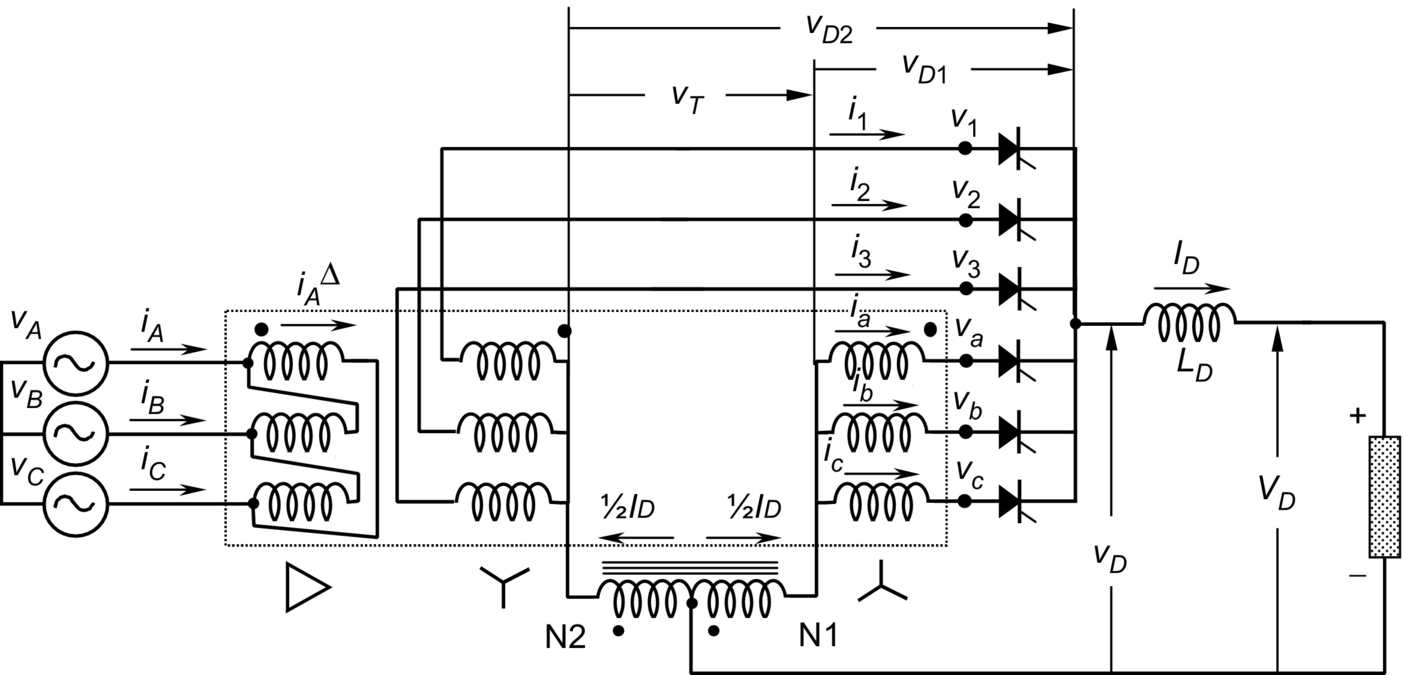 v_D2
v_D1
v_T
i_1 v_1
i_2 v_2
i_3 v_3
i_A^Δ
v_A i_A
i_a v_a
v_B i_B
i_b v_b
v_C i_C
i_c v_c
I_D
L_D
½I_D ½I_D
v_D
V_D
+
–
N2 N1